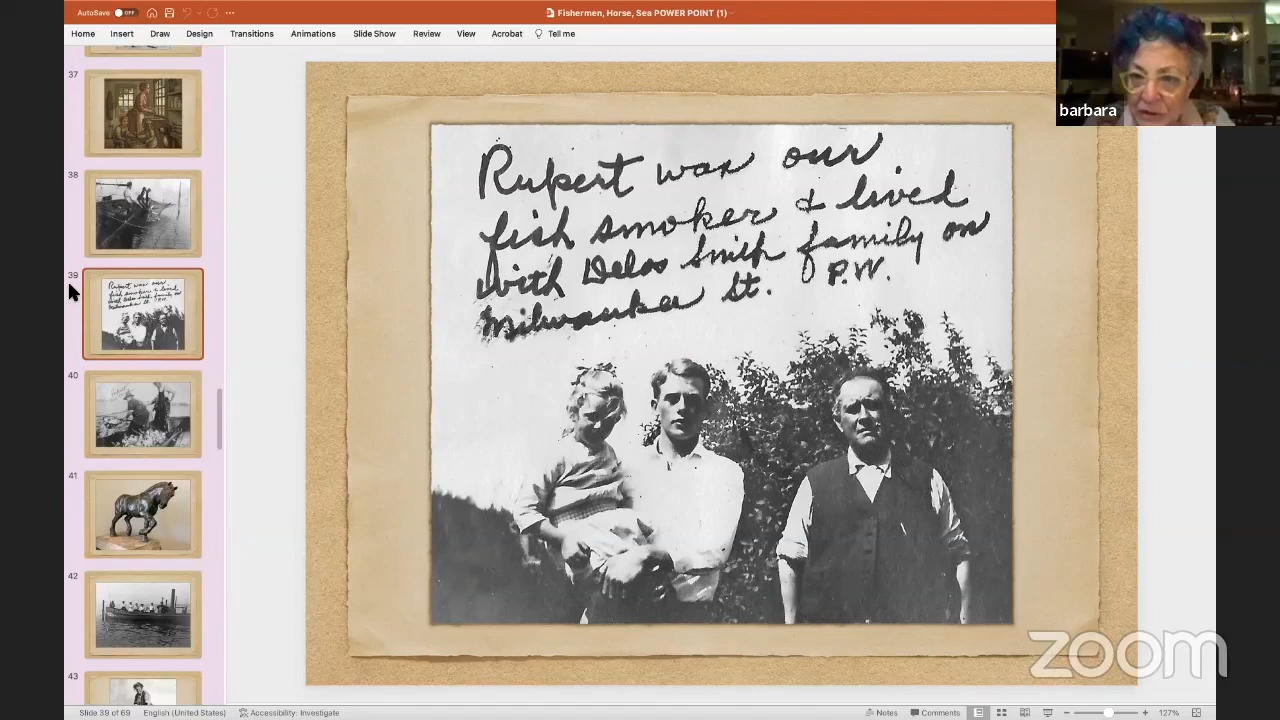 AutoSave OFF
Fishermen, Horse, Sea POWER POINT (1)
Home Insert Draw Design Transitions Animations Slide Show Review View Acrobat Tell me
barbara
37
38
39
40
41
42
43
Rupert was our
fish smoker & lived
with Delos Smith family on
Milwaukee St. P.W.
zoom
Slide 39 of 69 English (United States) Accessibility: Investigate Notes Comments 127%